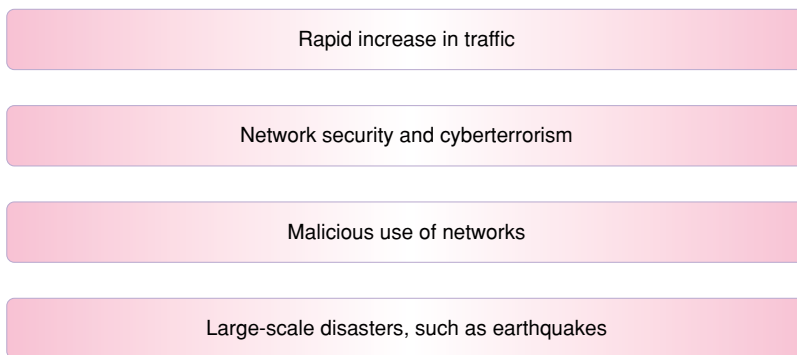 Rapid increase in traffic
Network security and cyberterrorism
Malicious use of networks
Large-scale disasters, such as earthquakes